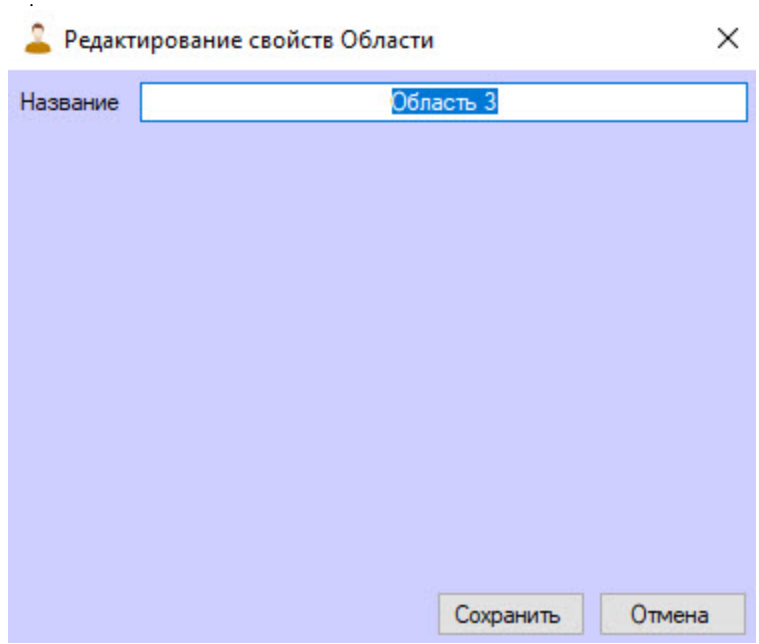 Редактирование свойств Области
Название Область 3
Сохранить Отмена